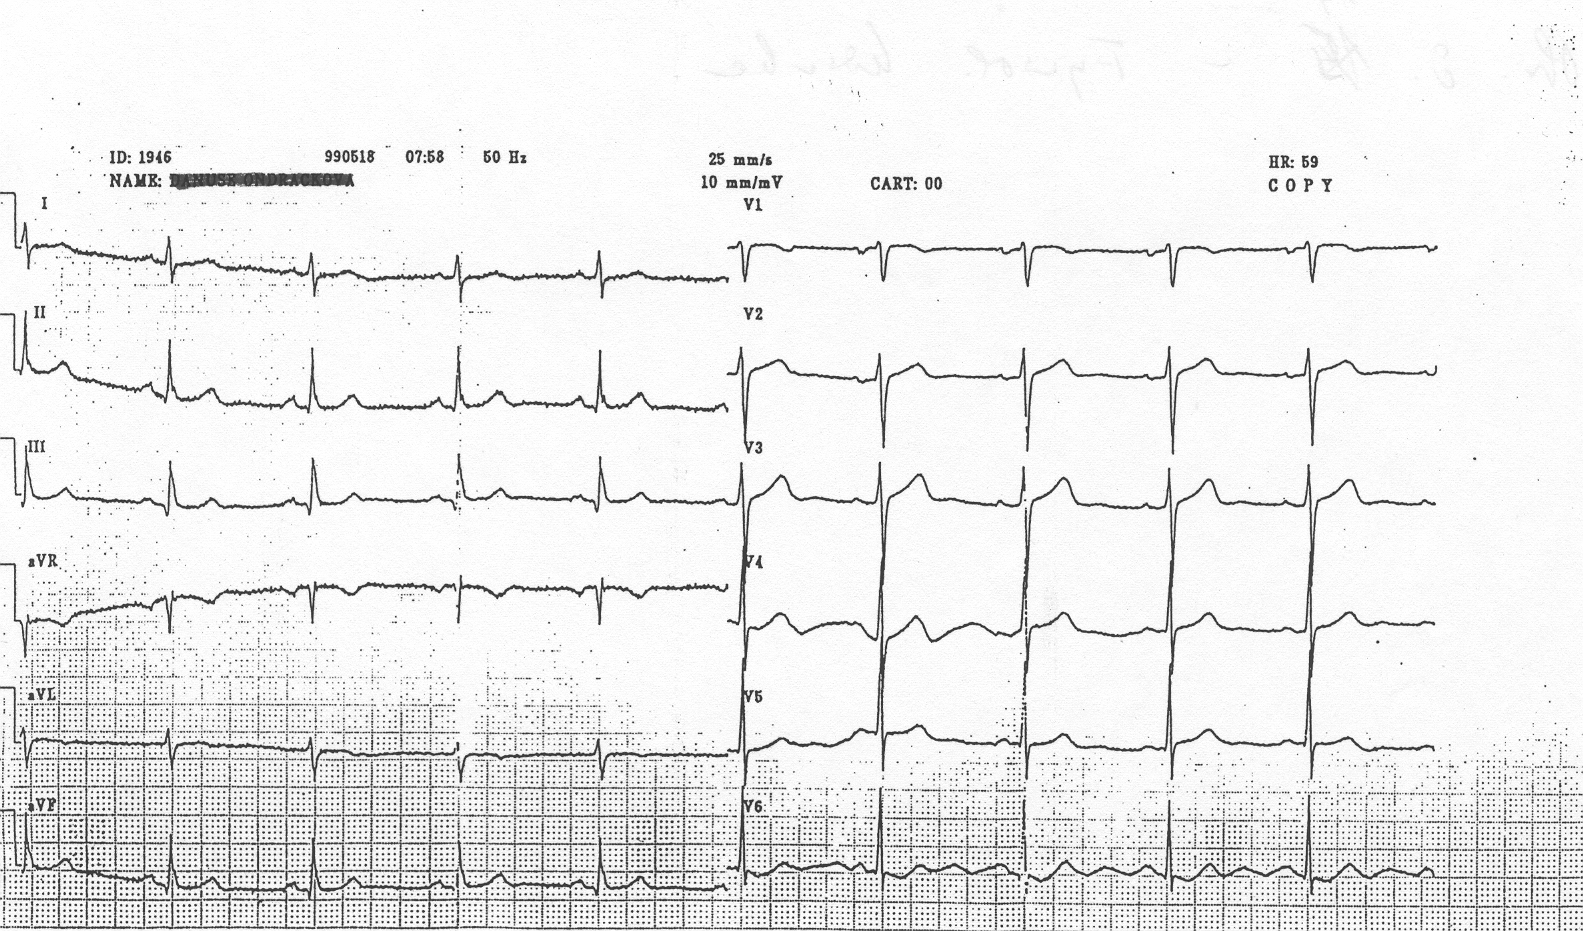 ID: 1946 990518 07:58 50 Hz 25 mm/s HR: 59
NAME: 10 mm/mV CART: 00 COPY
I V1
II V2
III V3
aVR V4
aVL V5
aVF V6